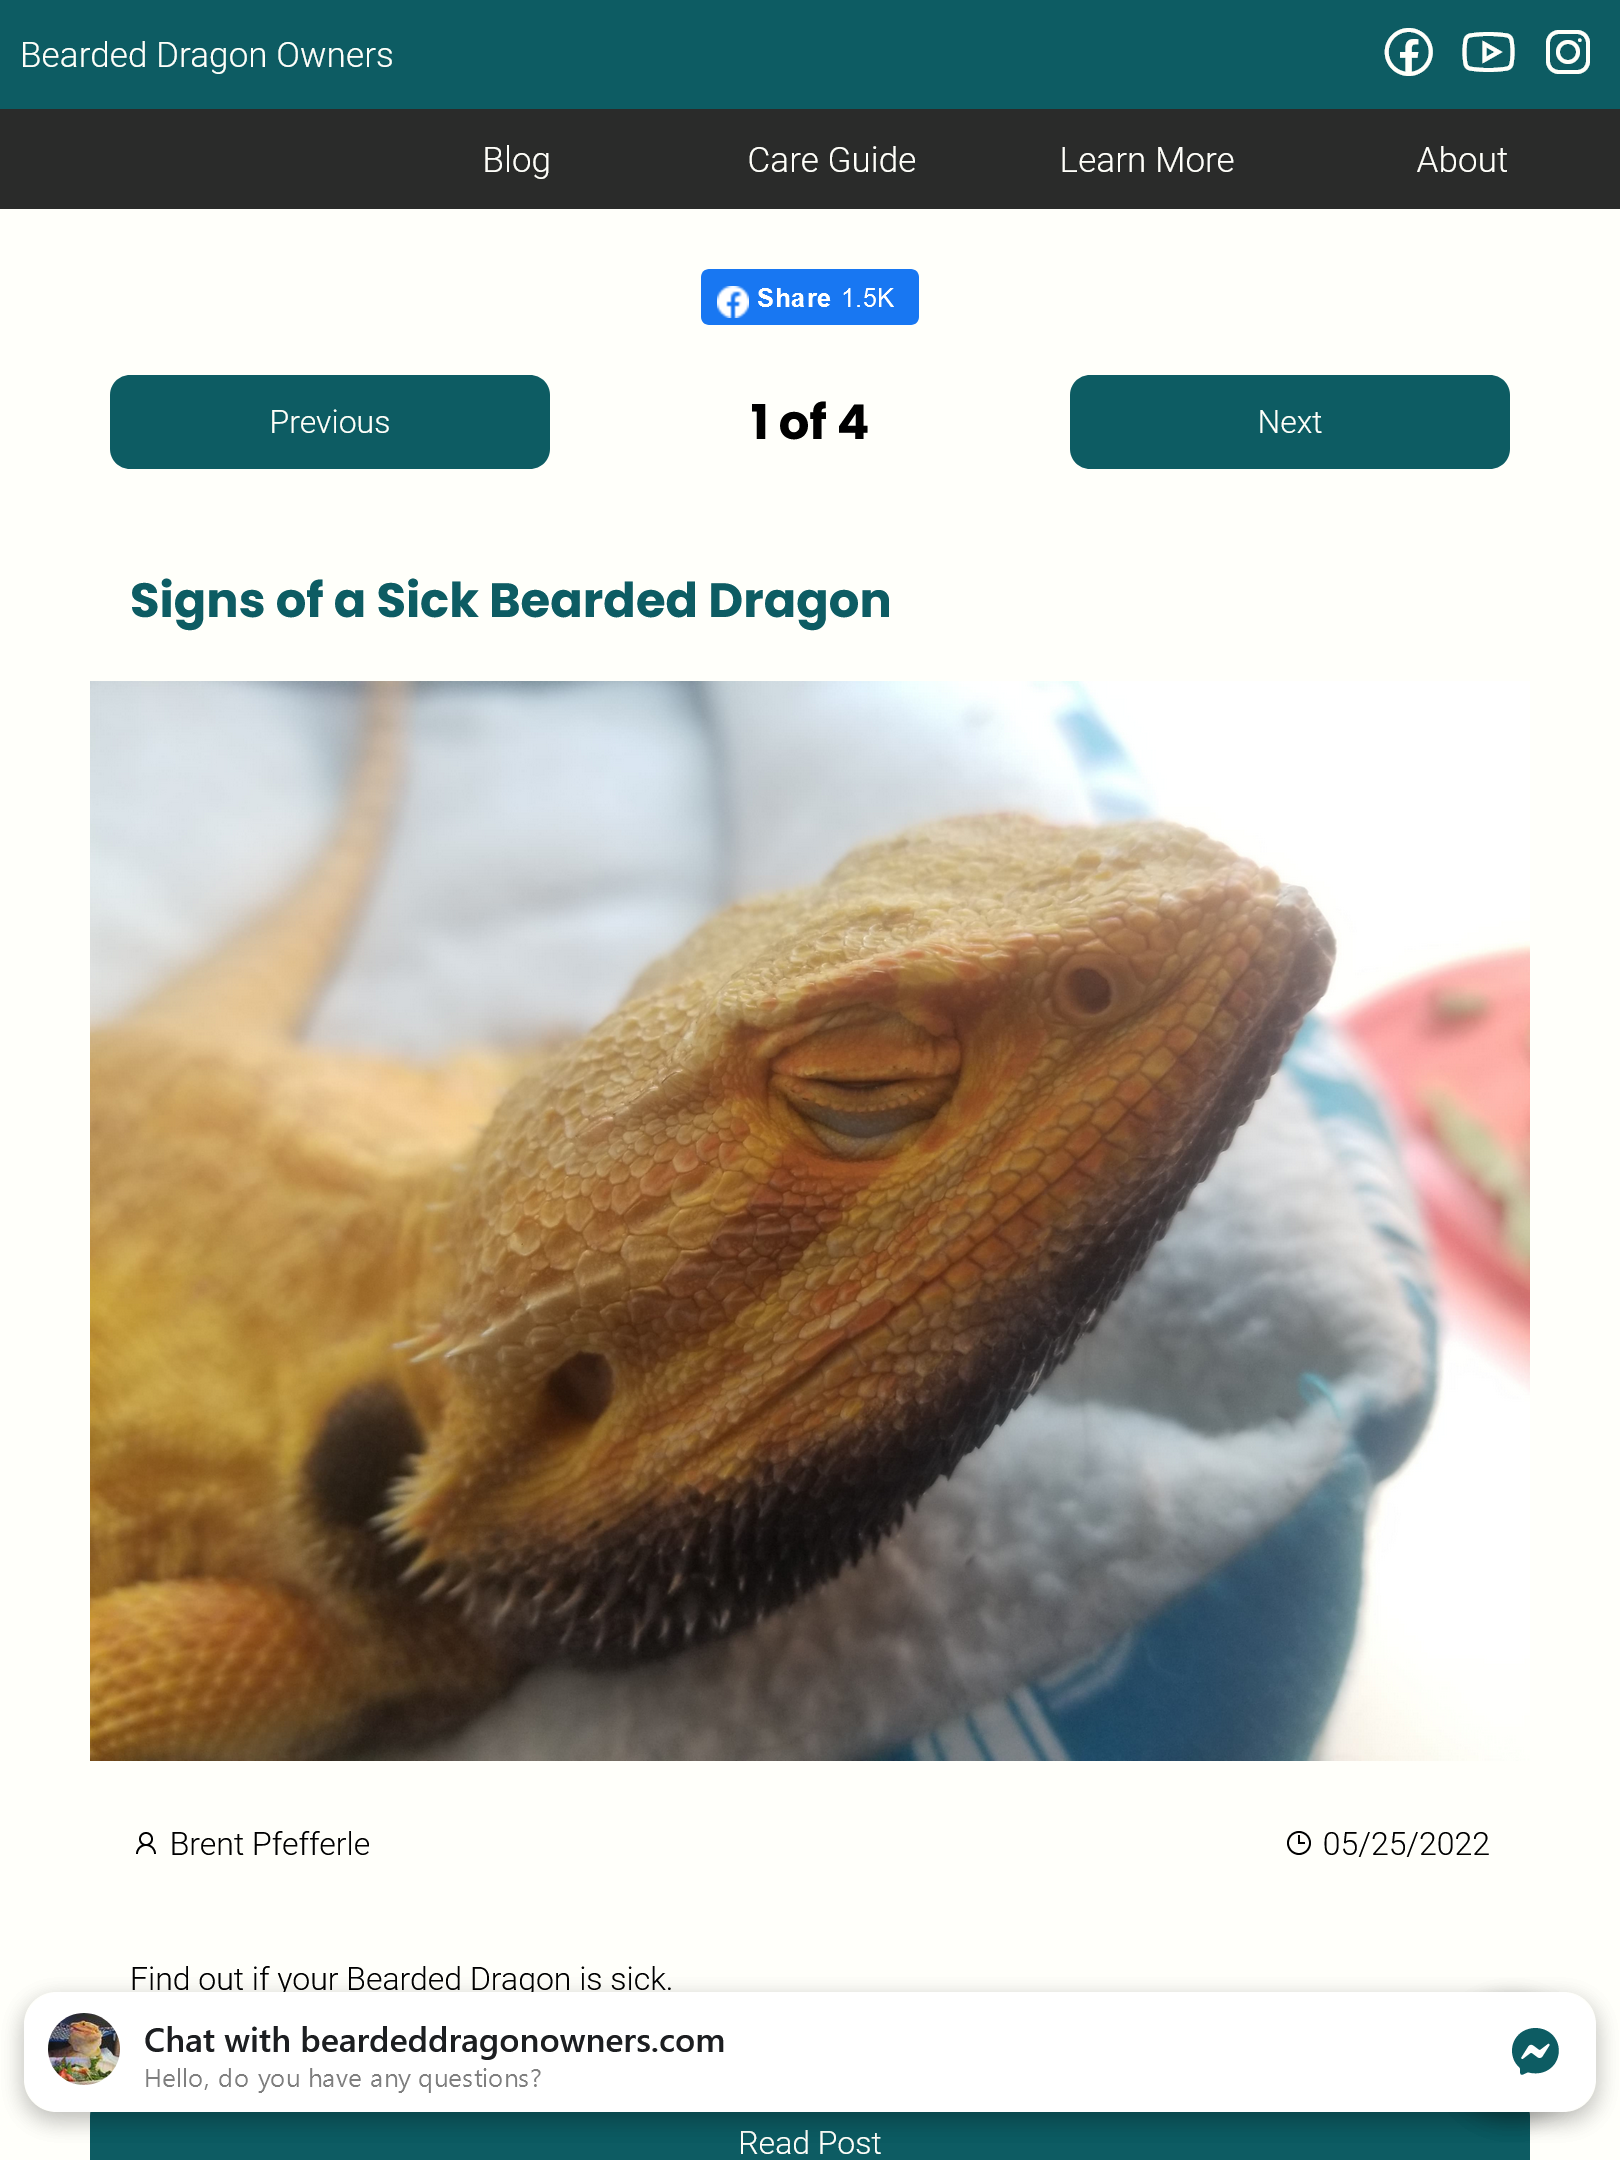 Bearded Dragon Owners
Blog
Care Guide
Learn More
About
Share 1.5K
Previous
1 of 4
Next
Signs of a Sick Bearded Dragon
Brent Pfefferle
05/25/2022
Find out if your Bearded Dragon is sick.
Chat with beardeddragonowners.com
Hello, do you have any questions?
Read Post